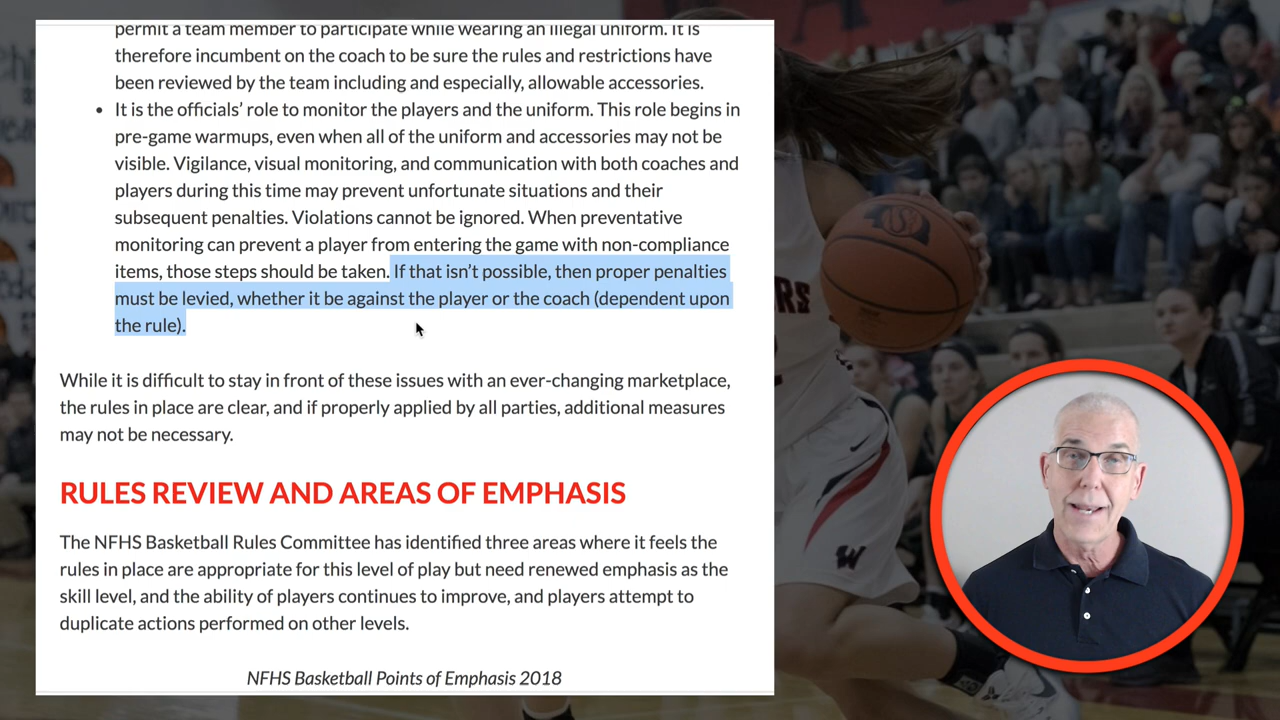 permit a team member to participate while wearing an illegal uniform. It is
therefore incumbent on the coach to be sure the rules and restrictions have
been reviewed by the team including and especially, allowable accessories.
• It is the officials’ role to monitor the players and the uniform. This role begins in
pre-game warmups, even when all of the uniform and accessories may not be
visible. Vigilance, visual monitoring, and communication with both coaches and
players during this time may prevent unfortunate situations and their
subsequent penalties. Violations cannot be ignored. When preventative
monitoring can prevent a player from entering the game with non-compliance
items, those steps should be taken. If that isn’t possible, then proper penalties
must be levied, whether it be against the player or the coach (dependent upon
the rule).
While it is difficult to stay in front of these issues with an ever-changing marketplace,
the rules in place are clear, and if properly applied by all parties, additional measures
may not be necessary.
RULES REVIEW AND AREAS OF EMPHASIS
The NFHS Basketball Rules Committee has identified three areas where it feels the
rules in place are appropriate for this level of play but need renewed emphasis as the
skill level, and the ability of players continues to improve, and players attempt to
duplicate actions performed on other levels.
NFHS Basketball Points of Emphasis 2018
RS
W